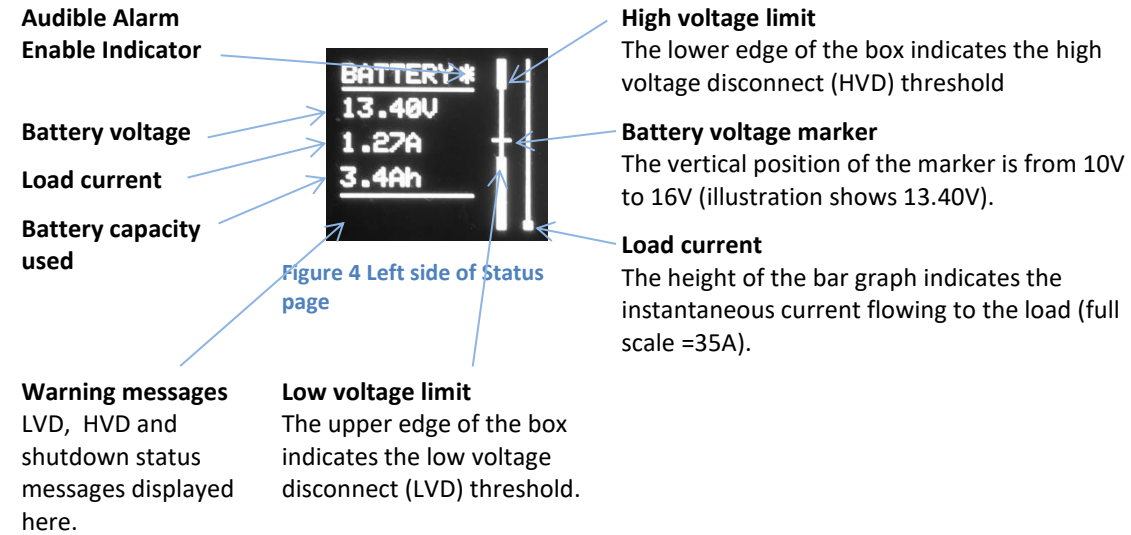 Audible Alarm
Enable Indicator
Battery voltage
Load current
Battery capacity
used
BATTERY*
13.40V
1.27A
3.4Ah
Figure 4 Left side of Status
page
High voltage limit
The lower edge of the box indicates the high
voltage disconnect (HVD) threshold
Battery voltage marker
The vertical position of the marker is from 10V
to 16V (illustration shows 13.40V).
Load current
The height of the bar graph indicates the
instantaneous current flowing to the load (full
scale =35A).
Warning messages
LVD,  HVD and
shutdown status
messages displayed
here.
Low voltage limit
The upper edge of the box
indicates the low voltage
disconnect (LVD) threshold.